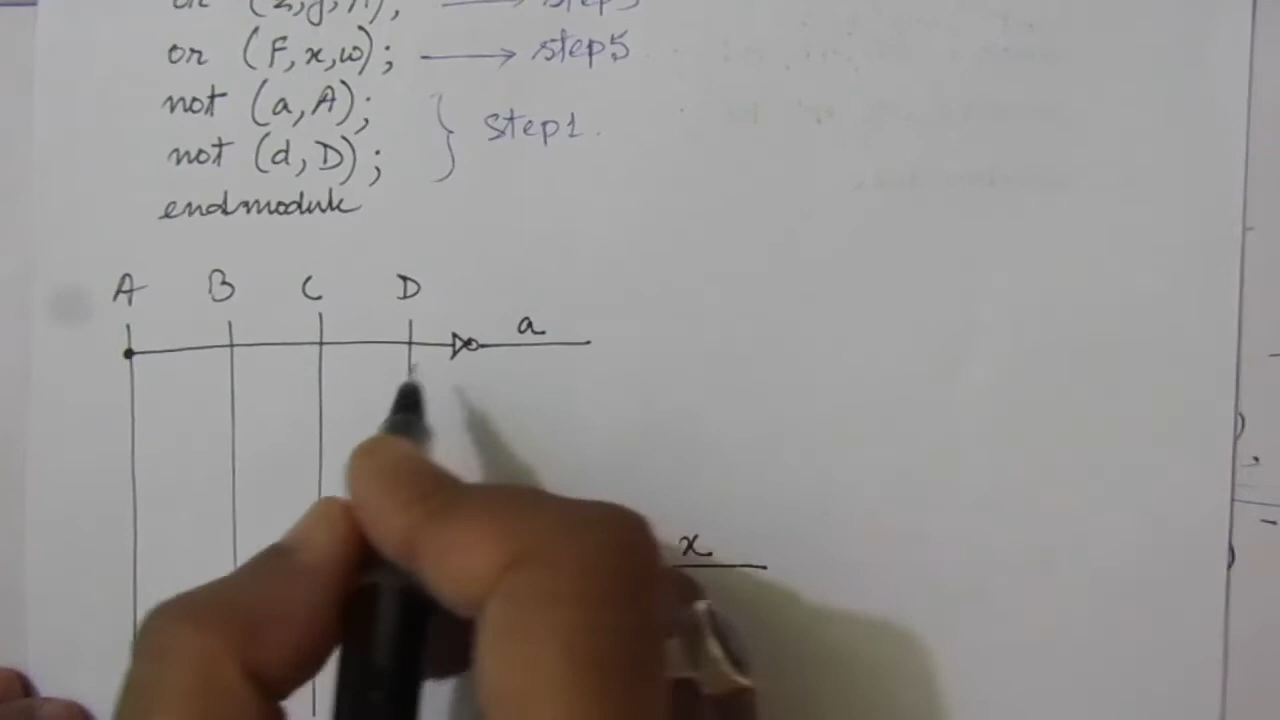 or (F, x, w); → step5
not (a, A);
not (d, D); } step1.
endmodule
A B C D
a
x